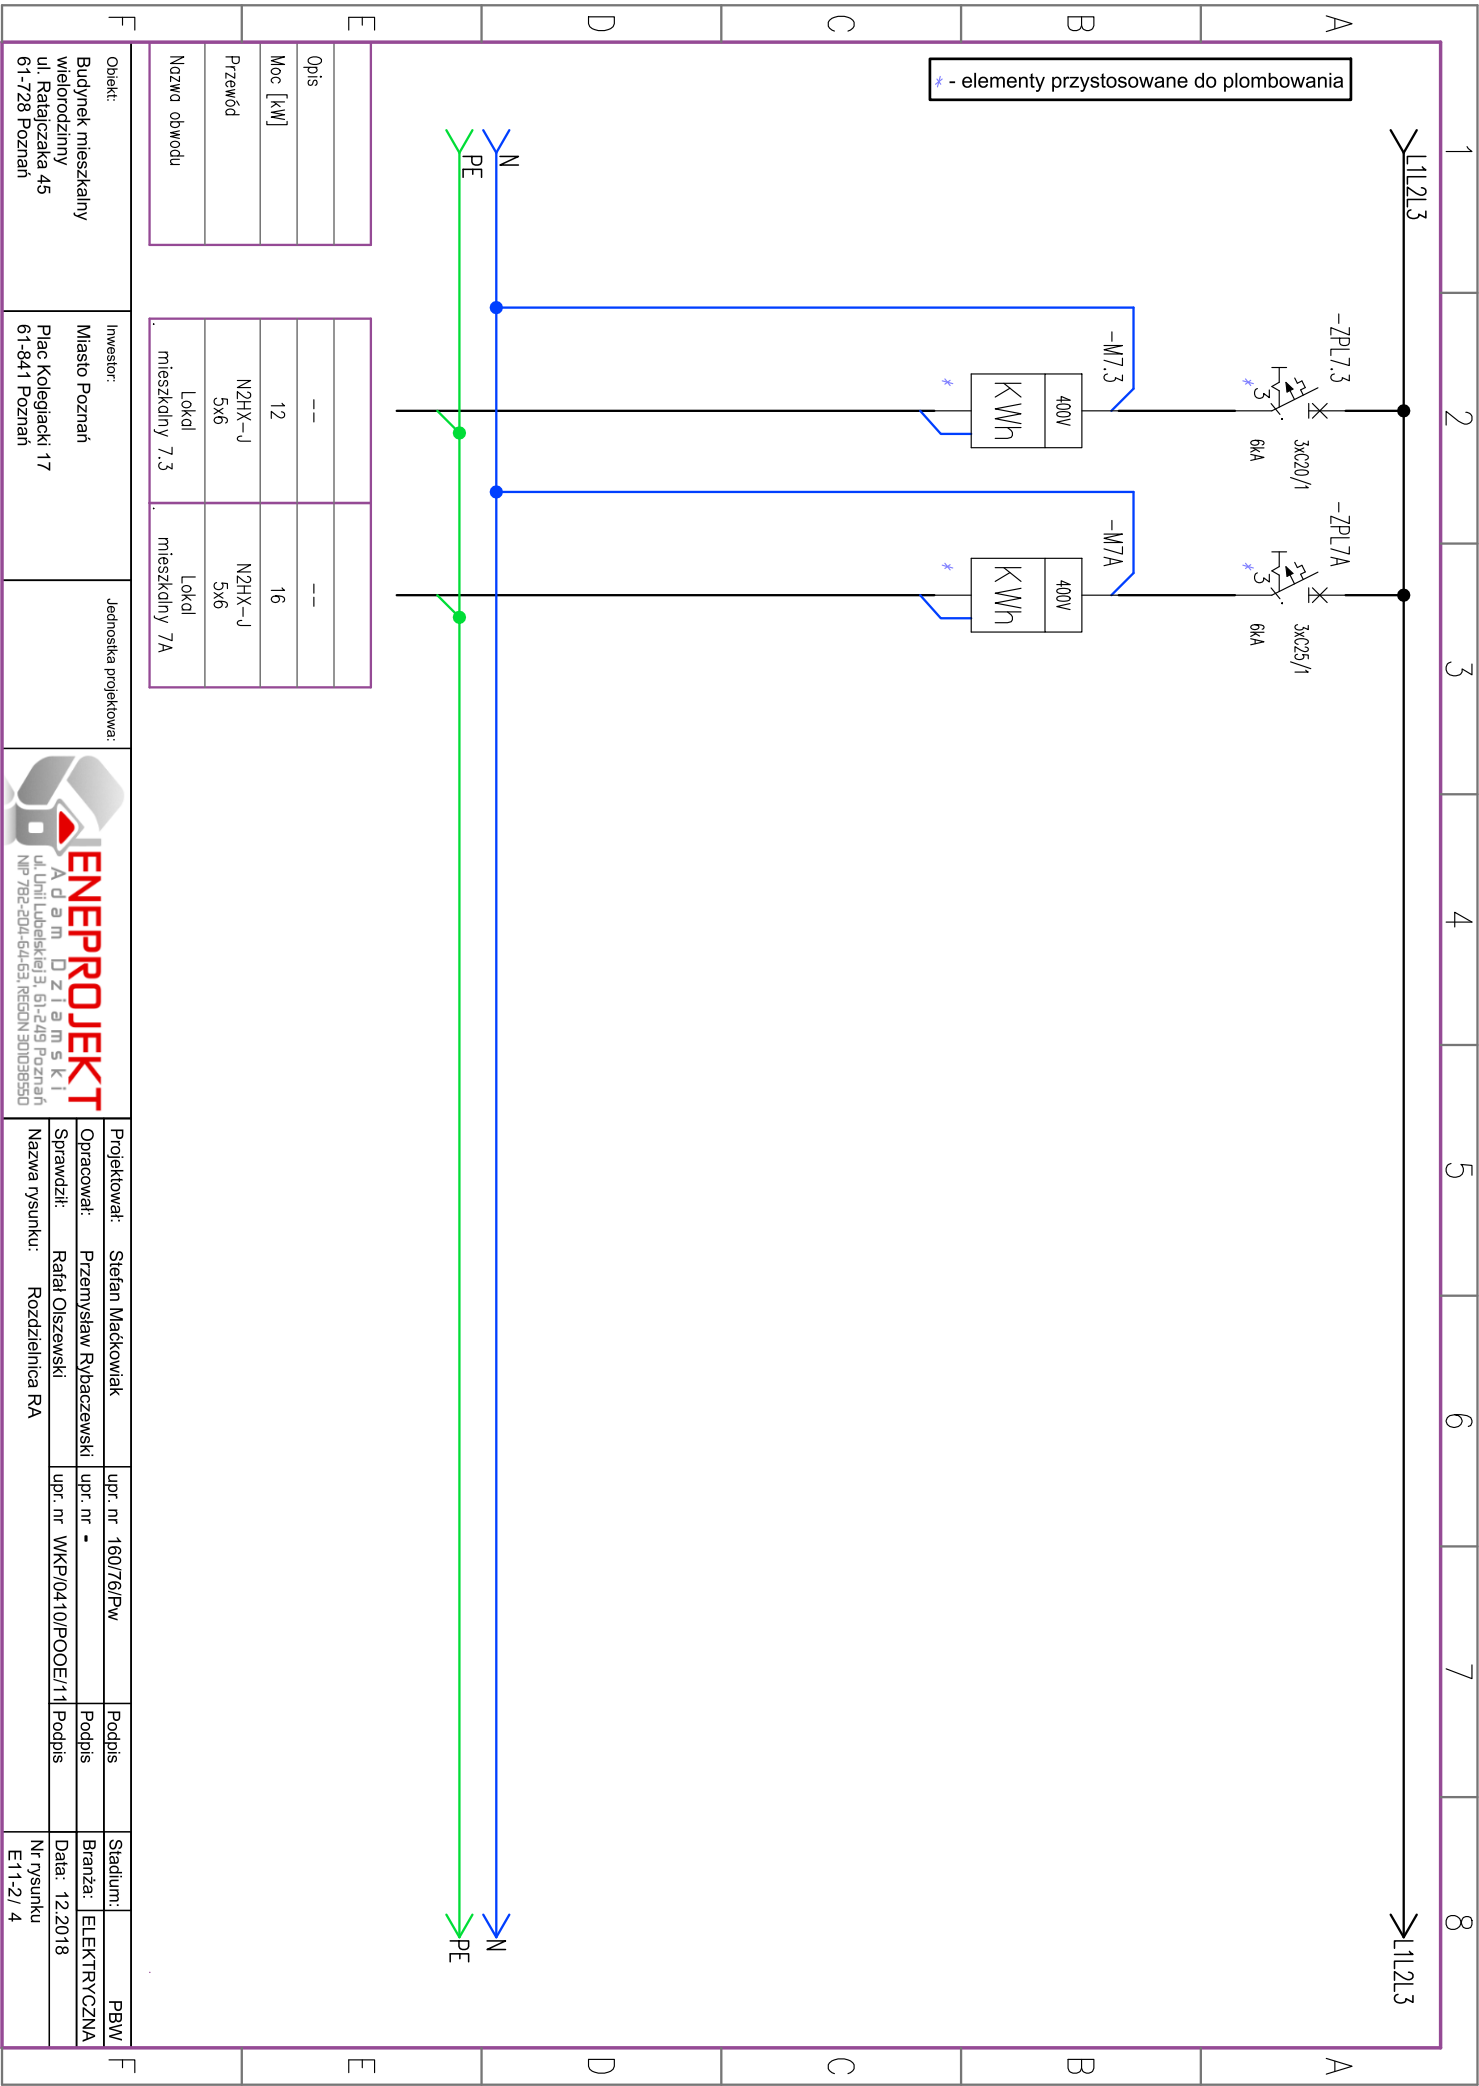 1 2 3 4 5 6 7 8
A
B
C
D
E
F
A
B
C
D
E
F
* - elementy przystosowane do plombowania
L1L2L3
L1L2L3
-ZPL7.3
3
3xC20/1
6kA
*
-ZPL7A
3
3xC25/1
6kA
*
-M7.3
400V
KWh
*
-M7A
400V
KWh
*
N
PE
N
PE
Opis
--
--
Moc [kW]
12
16
Przewód
N2HX-J
5x6
N2HX-J
5x6
Nazwa obwodu
Lokal
mieszkalny 7.3
Lokal
mieszkalny 7A
Obiekt:
Budynek mieszkalny
wielorodzinny
ul. Ratajczaka 45
61-728 Poznań
Inwestor:
Miasto Poznań
Plac Kolegiacki 17
61-841 Poznań
Jednostka projektowa:
ENEPROJEKT
Adam Dziamski
ul. Unii Lubelskiej 3, 61-249 Poznań
NIP 782-204-64-63, REGON 301038550
Projektował: Stefan Maćkowiak upr. nr 160/76/Pw Podpis
Opracował: Przemysław Rybaczewski upr. nr - Podpis
Sprawdził: Rafał Olszewski upr. nr WKP/0410/POOE/11 Podpis
Nazwa rysunku: Rozdzielnica RA
Stadium: PBW
Branża: ELEKTRYCZNA
Data: 12.2018
Nr rysunku
E11-2/ 4